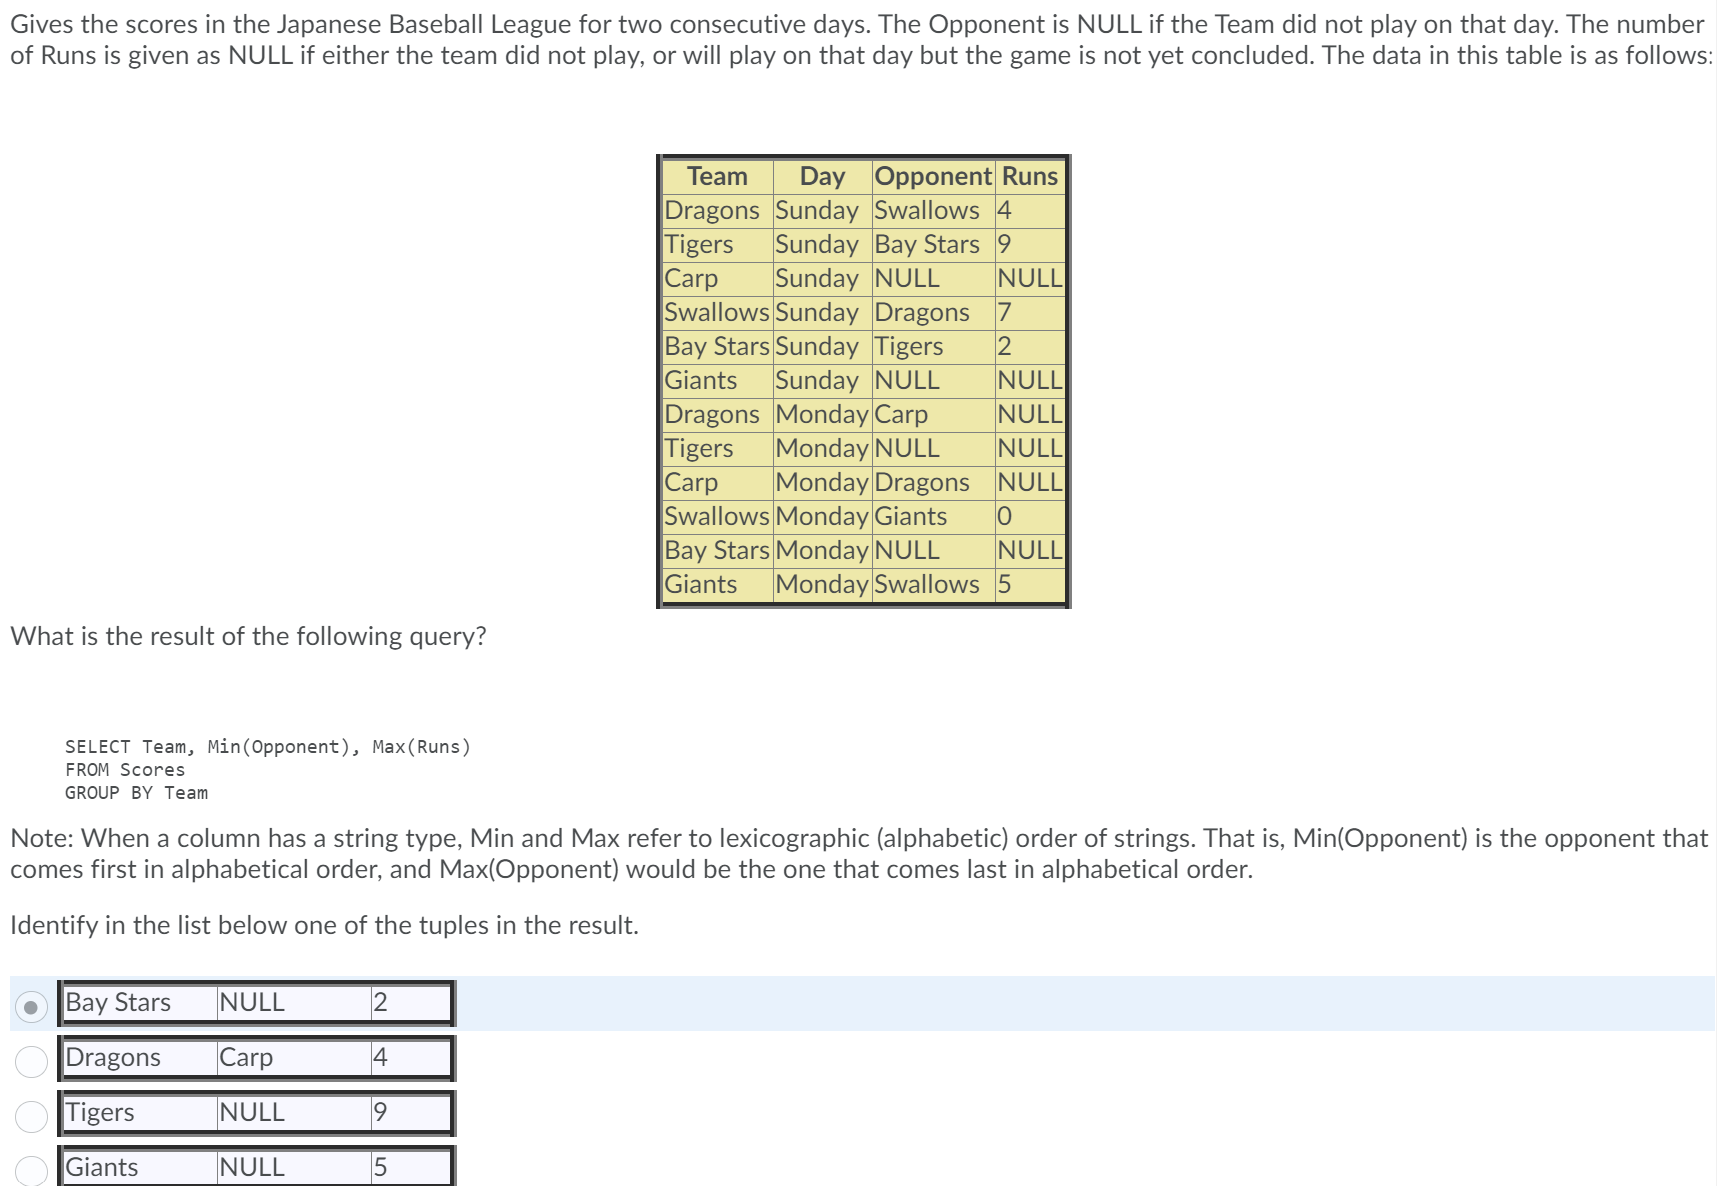 Gives the scores in the Japanese Baseball League for two consecutive days. The Opponent is NULL if the Team did not play on that day. The number
of Runs is given as NULL if either the team did not play, or will play on that day but the game is not yet concluded. The data in this table is as follows:
Team Day Opponent Runs
Dragons Sunday Swallows 4
Tigers Sunday Bay Stars 9
Carp Sunday NULL NULL
Swallows Sunday Dragons 7
Bay Stars Sunday Tigers 2
Giants Sunday NULL NULL
Dragons Monday Carp NULL
Tigers Monday NULL NULL
Carp Monday Dragons NULL
Swallows Monday Giants 0
Bay Stars Monday NULL NULL
Giants Monday Swallows 5
What is the result of the following query?
SELECT Team, Min(Opponent), Max(Runs)
FROM Scores
GROUP BY Team
Note: When a column has a string type, Min and Max refer to lexicographic (alphabetic) order of strings. That is, Min(Opponent) is the opponent that
comes first in alphabetical order, and Max(Opponent) would be the one that comes last in alphabetical order.
Identify in the list below one of the tuples in the result.
Bay Stars NULL 2
Dragons Carp 4
Tigers NULL 9
Giants NULL 5